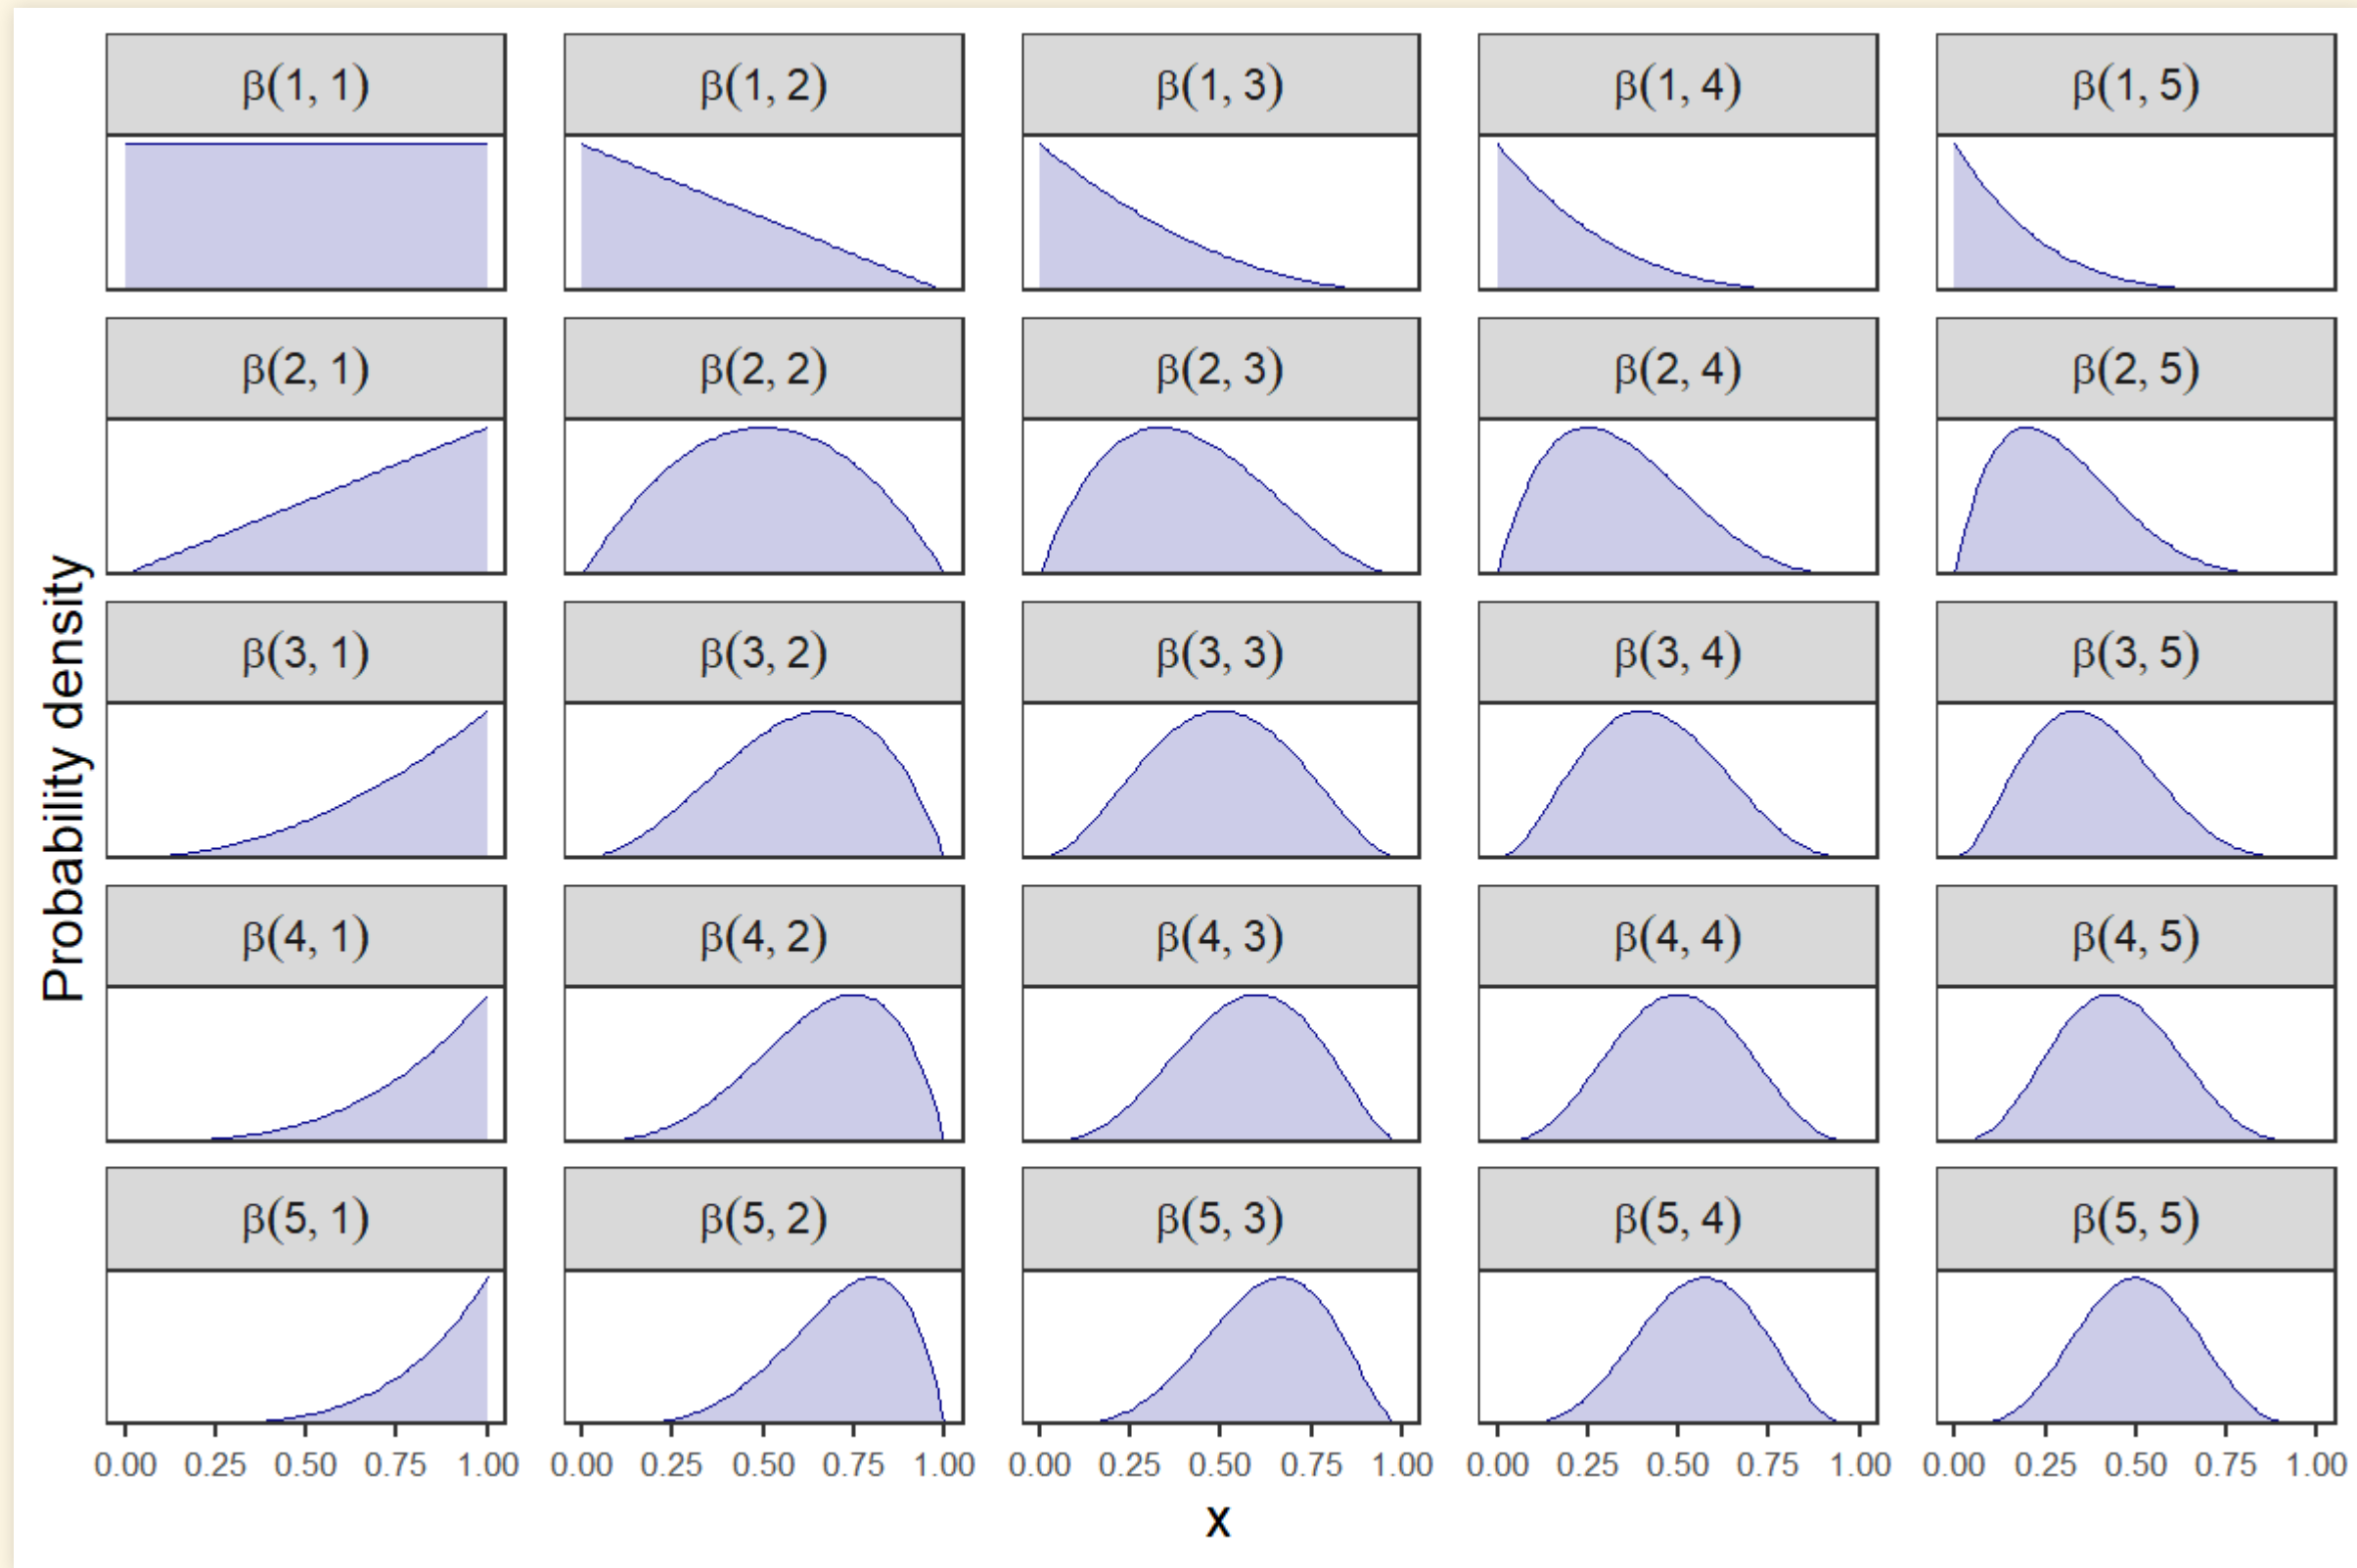 β(1, 1) β(1, 2) β(1, 3) β(1, 4) β(1, 5)
β(2, 1) β(2, 2) β(2, 3) β(2, 4) β(2, 5)
β(3, 1) β(3, 2) β(3, 3) β(3, 4) β(3, 5)
Probability density
β(4, 1) β(4, 2) β(4, 3) β(4, 4) β(4, 5)
β(5, 1) β(5, 2) β(5, 3) β(5, 4) β(5, 5)
0.00 0.25 0.50 0.75 1.00 0.00 0.25 0.50 0.75 1.00 0.00 0.25 0.50 0.75 1.00 0.00 0.25 0.50 0.75 1.00 0.00 0.25 0.50 0.75 1.00
x